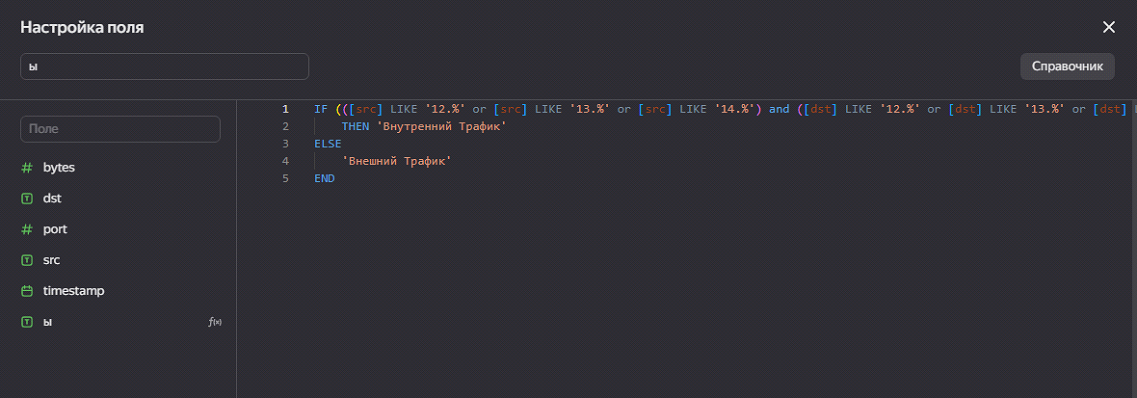 Настройка поля
ы
Справочник
Поле
bytes
dst
port
src
timestamp
ы f(x)
1 IF (([src] LIKE '12.%' or [src] LIKE '13.%' or [src] LIKE '14.%') and ([dst] LIKE '12.%' or [dst] LIKE '13.%' or [dst]
2 THEN 'Внутренний Трафик'
3 ELSE
4 'Внешний Трафик'
5 END